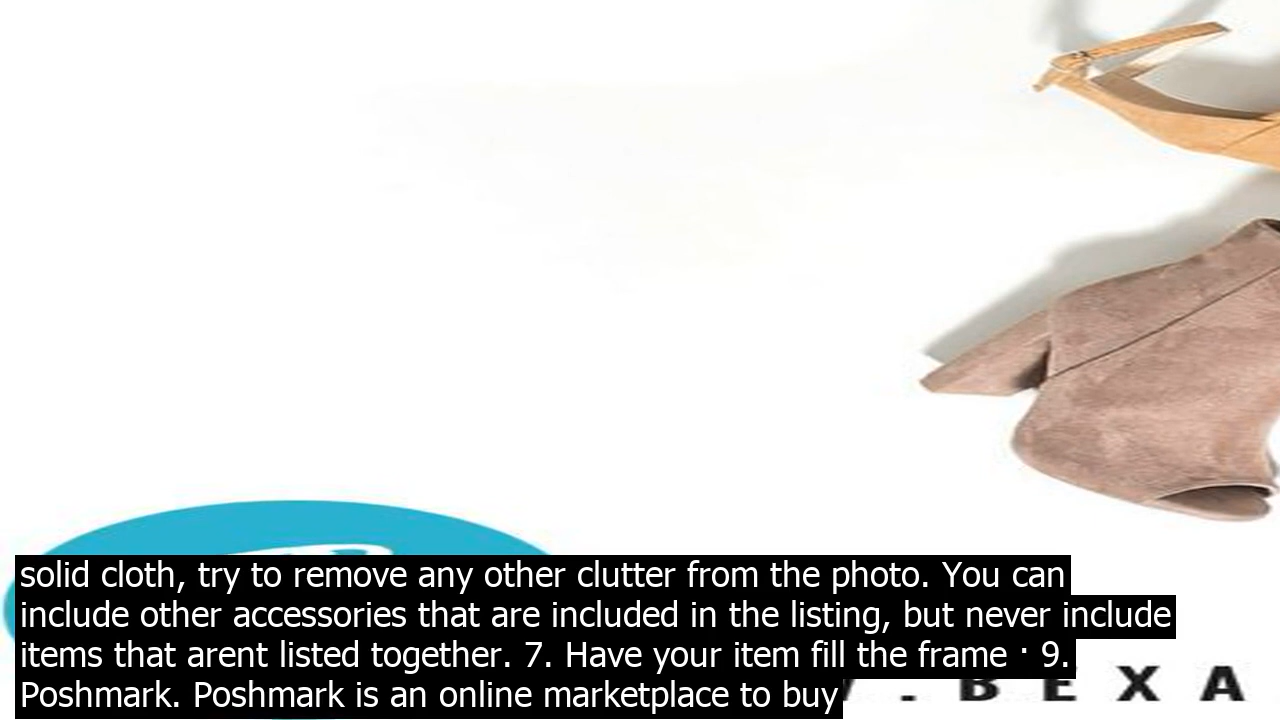 solid cloth, try to remove any other clutter from the photo. You can
include other accessories that are included in the listing, but never include
items that arent listed together. 7. Have your item fill the frame · 9.
Poshmark. Poshmark is an online marketplace to buy
. B E X A